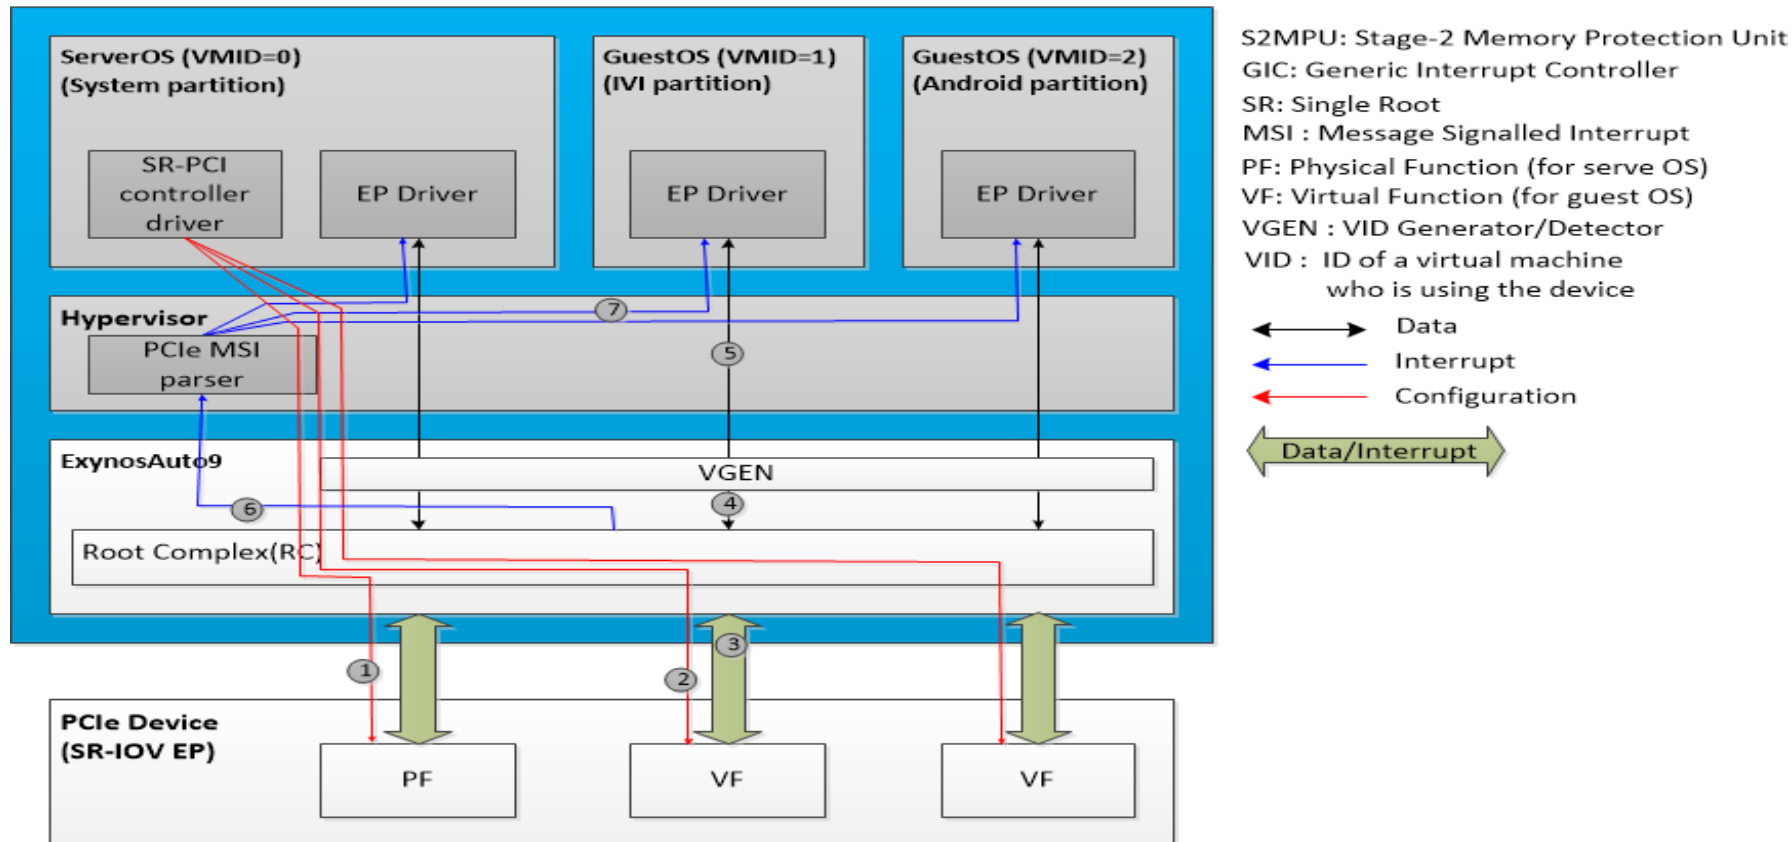 ServerOS (VMID=0)
(System partition)
GuestOS (VMID=1)
(IVI partition)
GuestOS (VMID=2)
(Android partition)
SR-PCI
controller
driver
EP Driver
EP Driver
EP Driver
Hypervisor
PCIe MSI
parser
7
5
ExynosAuto9
VGEN
6
4
Root Complex(RC)
1
2
3
PCIe Device
(SR-IOV EP)
PF
VF
VF
S2MPU: Stage-2 Memory Protection Unit
GIC: Generic Interrupt Controller
SR: Single Root
MSI : Message Signalled Interrupt
PF: Physical Function (for serve OS)
VF: Virtual Function (for guest OS)
VGEN : VID Generator/Detector
VID :  ID of a virtual machine
who is using the device
Data
Interrupt
Configuration
Data/Interrupt